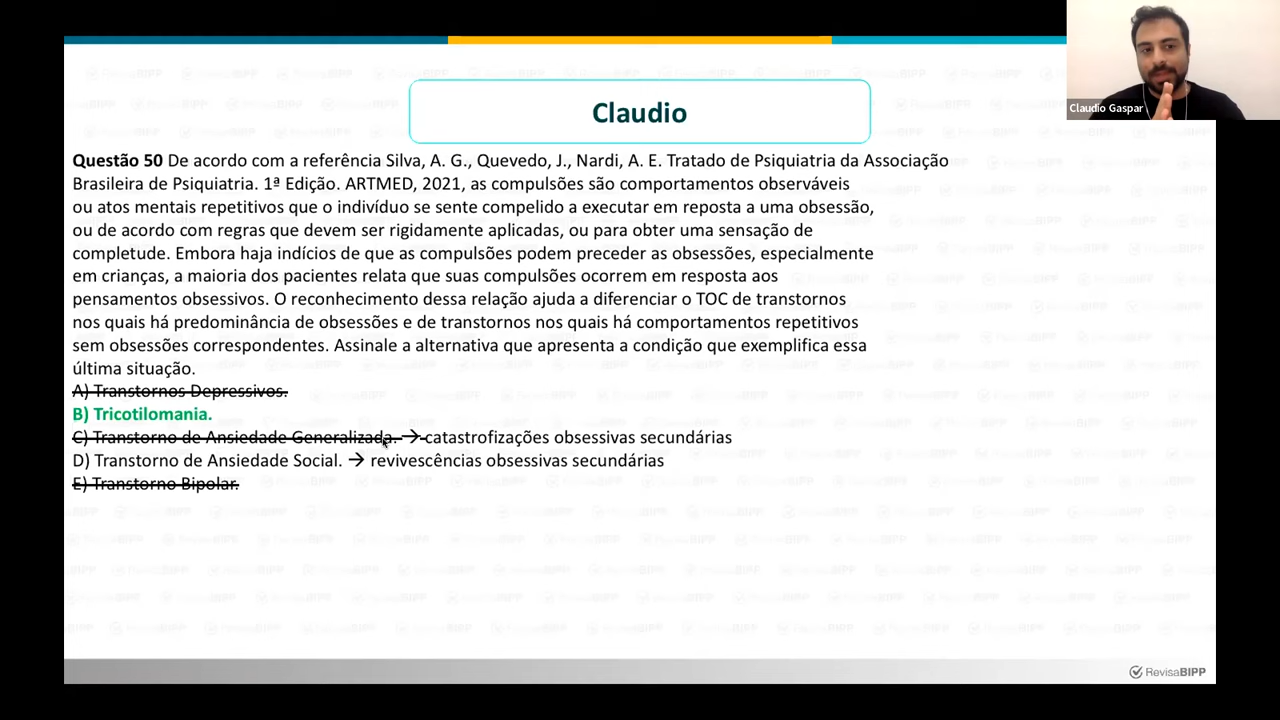 Claudio
Claudio Gaspar
Questão 50 De acordo com a referência Silva, A. G., Quevedo, J., Nardi, A. E. Tratado de Psiquiatria da Associação
Brasileira de Psiquiatria. 1ª Edição. ARTMED, 2021, as compulsões são comportamentos observáveis
ou atos mentais repetitivos que o indivíduo se sente compelido a executar em reposta a uma obsessão,
ou de acordo com regras que devem ser rigidamente aplicadas, ou para obter uma sensação de
completude. Embora haja indícios de que as compulsões podem preceder as obsessões, especialmente
em crianças, a maioria dos pacientes relata que suas compulsões ocorrem em resposta aos
pensamentos obsessivos. O reconhecimento dessa relação ajuda a diferenciar o TOC de transtornos
nos quais há predominância de obsessões e de transtornos nos quais há comportamentos repetitivos
sem obsessões correspondentes. Assinale a alternativa que apresenta a condição que exemplifica essa
última situação.
A) Transtornos Depressivos.
B) Tricotilomania.
C) Transtorno de Ansiedade Generalizada. → catastrofizações obsessivas secundárias
D) Transtorno de Ansiedade Social. → revivescências obsessivas secundárias
E) Transtorno Bipolar.
RevisaBIPP